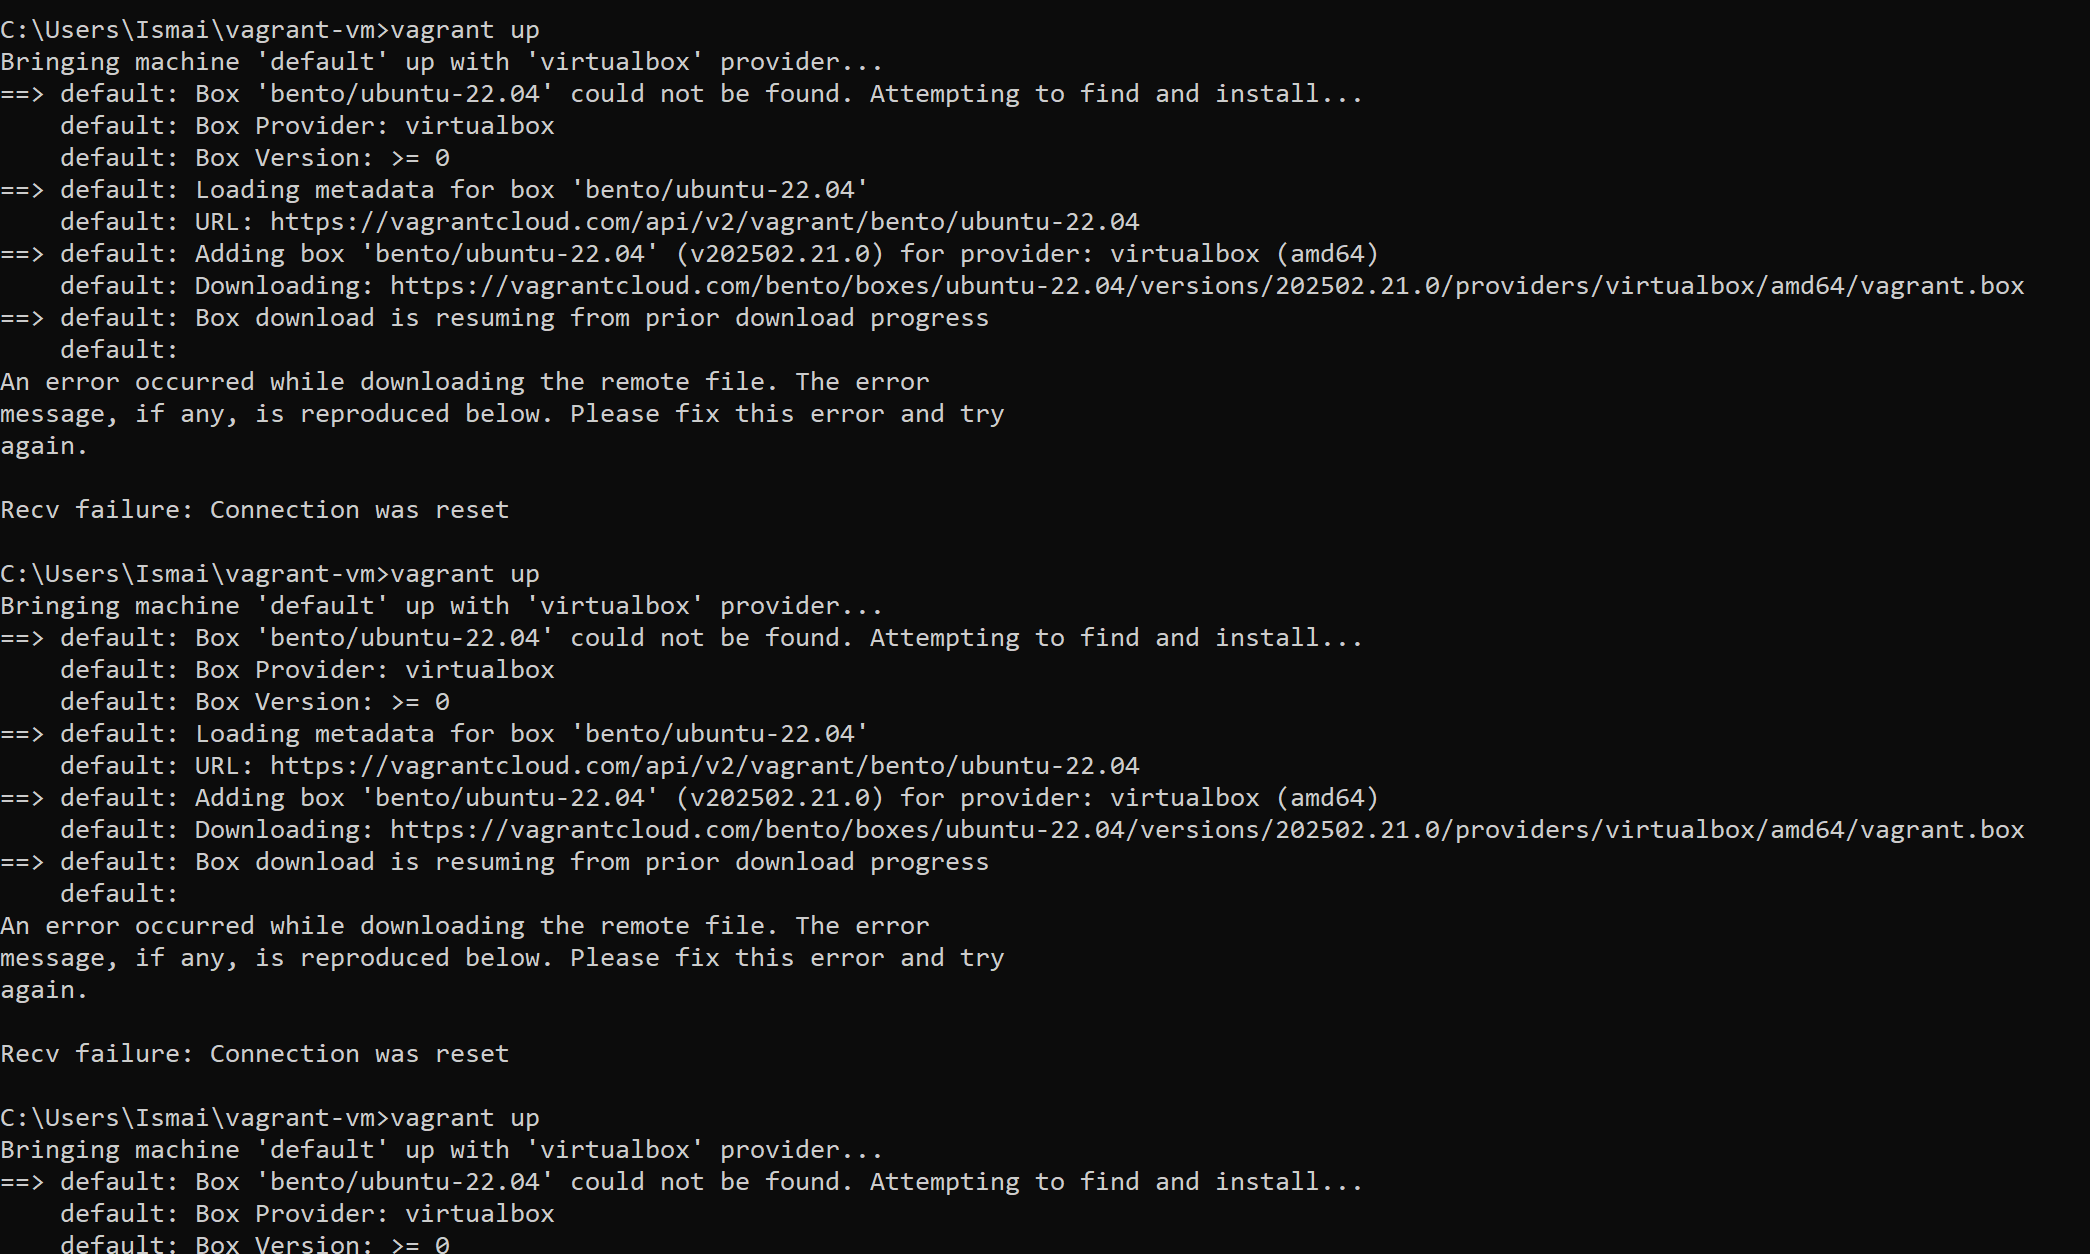 C:\Users\Ismai\vagrant-vm>vagrant up
Bringing machine 'default' up with 'virtualbox' provider...
==> default: Box 'bento/ubuntu-22.04' could not be found. Attempting to find and install...
    default: Box Provider: virtualbox
    default: Box Version: >= 0
==> default: Loading metadata for box 'bento/ubuntu-22.04'
    default: URL: https://vagrantcloud.com/api/v2/vagrant/bento/ubuntu-22.04
==> default: Adding box 'bento/ubuntu-22.04' (v202502.21.0) for provider: virtualbox (amd64)
    default: Downloading: https://vagrantcloud.com/bento/boxes/ubuntu-22.04/versions/202502.21.0/providers/virtualbox/amd64/vagrant.box
==> default: Box download is resuming from prior download progress
    default:
An error occurred while downloading the remote file. The error
message, if any, is reproduced below. Please fix this error and try
again.

Recv failure: Connection was reset

C:\Users\Ismai\vagrant-vm>vagrant up
Bringing machine 'default' up with 'virtualbox' provider...
==> default: Box 'bento/ubuntu-22.04' could not be found. Attempting to find and install...
    default: Box Provider: virtualbox
    default: Box Version: >= 0
==> default: Loading metadata for box 'bento/ubuntu-22.04'
    default: URL: https://vagrantcloud.com/api/v2/vagrant/bento/ubuntu-22.04
==> default: Adding box 'bento/ubuntu-22.04' (v202502.21.0) for provider: virtualbox (amd64)
    default: Downloading: https://vagrantcloud.com/bento/boxes/ubuntu-22.04/versions/202502.21.0/providers/virtualbox/amd64/vagrant.box
==> default: Box download is resuming from prior download progress
    default:
An error occurred while downloading the remote file. The error
message, if any, is reproduced below. Please fix this error and try
again.

Recv failure: Connection was reset

C:\Users\Ismai\vagrant-vm>vagrant up
Bringing machine 'default' up with 'virtualbox' provider...
==> default: Box 'bento/ubuntu-22.04' could not be found. Attempting to find and install...
    default: Box Provider: virtualbox
    default: Box Version: >= 0